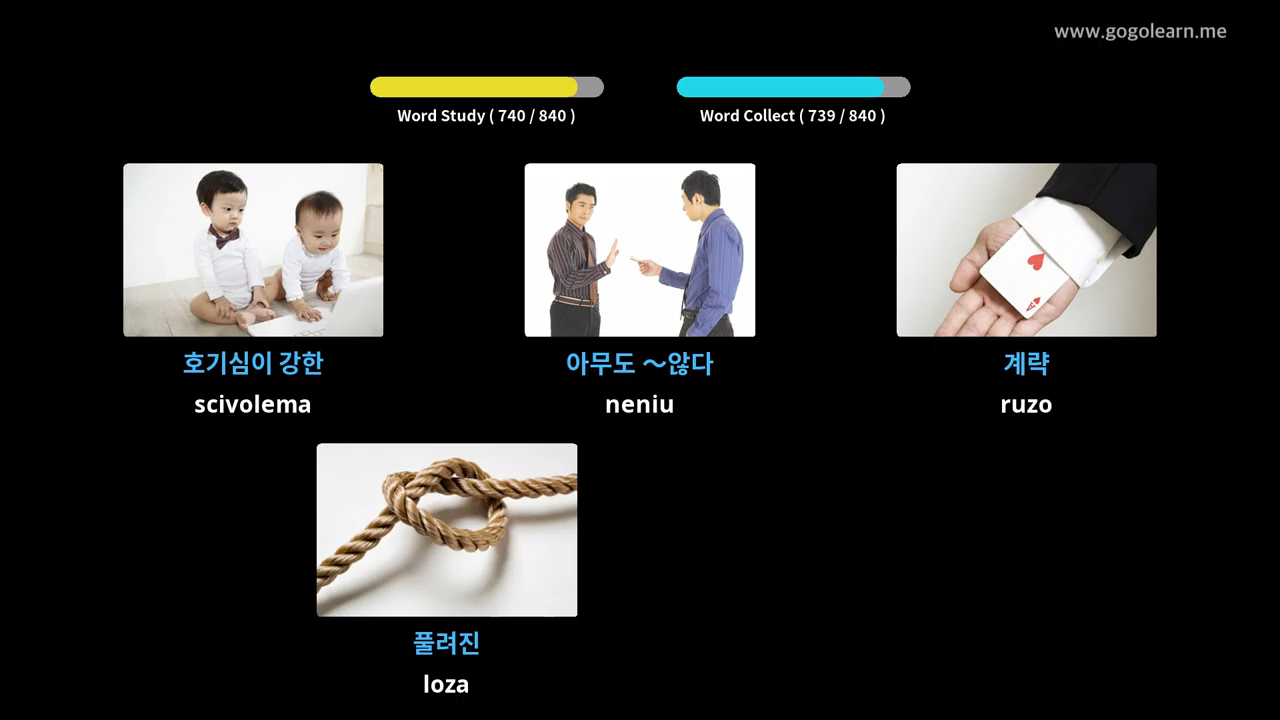 www.gogolearn.me
Word Study ( 740 / 840 )
Word Collect ( 739 / 840 )
호기심이 강한
scivolema
아무도 ～않다
neniu
계략
ruzo
풀려진
loza